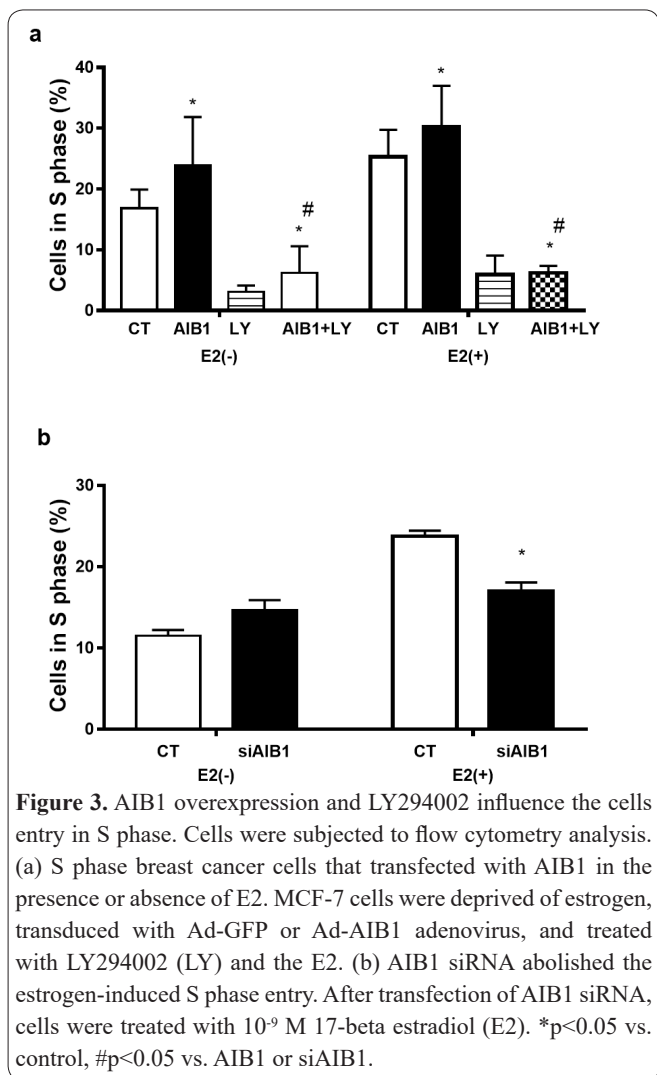 a
Cells in S phase (%)
40
30
20
10
0
*
*
#
*
#
*
CT AIB1 LY AIB1+LY CT AIB1 LY AIB1+LY
E2(-) E2(+)
b
Cells in S phase (%)
30
20
10
0
*
CT siAIB1 CT siAIB1
E2(-) E2(+)
Figure 3. AIB1 overexpression and LY294002 influence the cells
entry in S phase. Cells were subjected to flow cytometry analysis.
(a) S phase breast cancer cells that transfected with AIB1 in the
presence or absence of E2. MCF-7 cells were deprived of estrogen,
transduced with Ad-GFP or Ad-AIB1 adenovirus, and treated
with LY294002 (LY) and the E2. (b) AIB1 siRNA abolished the
estrogen-induced S phase entry. After transfection of AIB1 siRNA,
cells were treated with 10⁻⁹ M 17-beta estradiol (E2). *p<0.05 vs.
control, #p<0.05 vs. AIB1 or siAIB1.